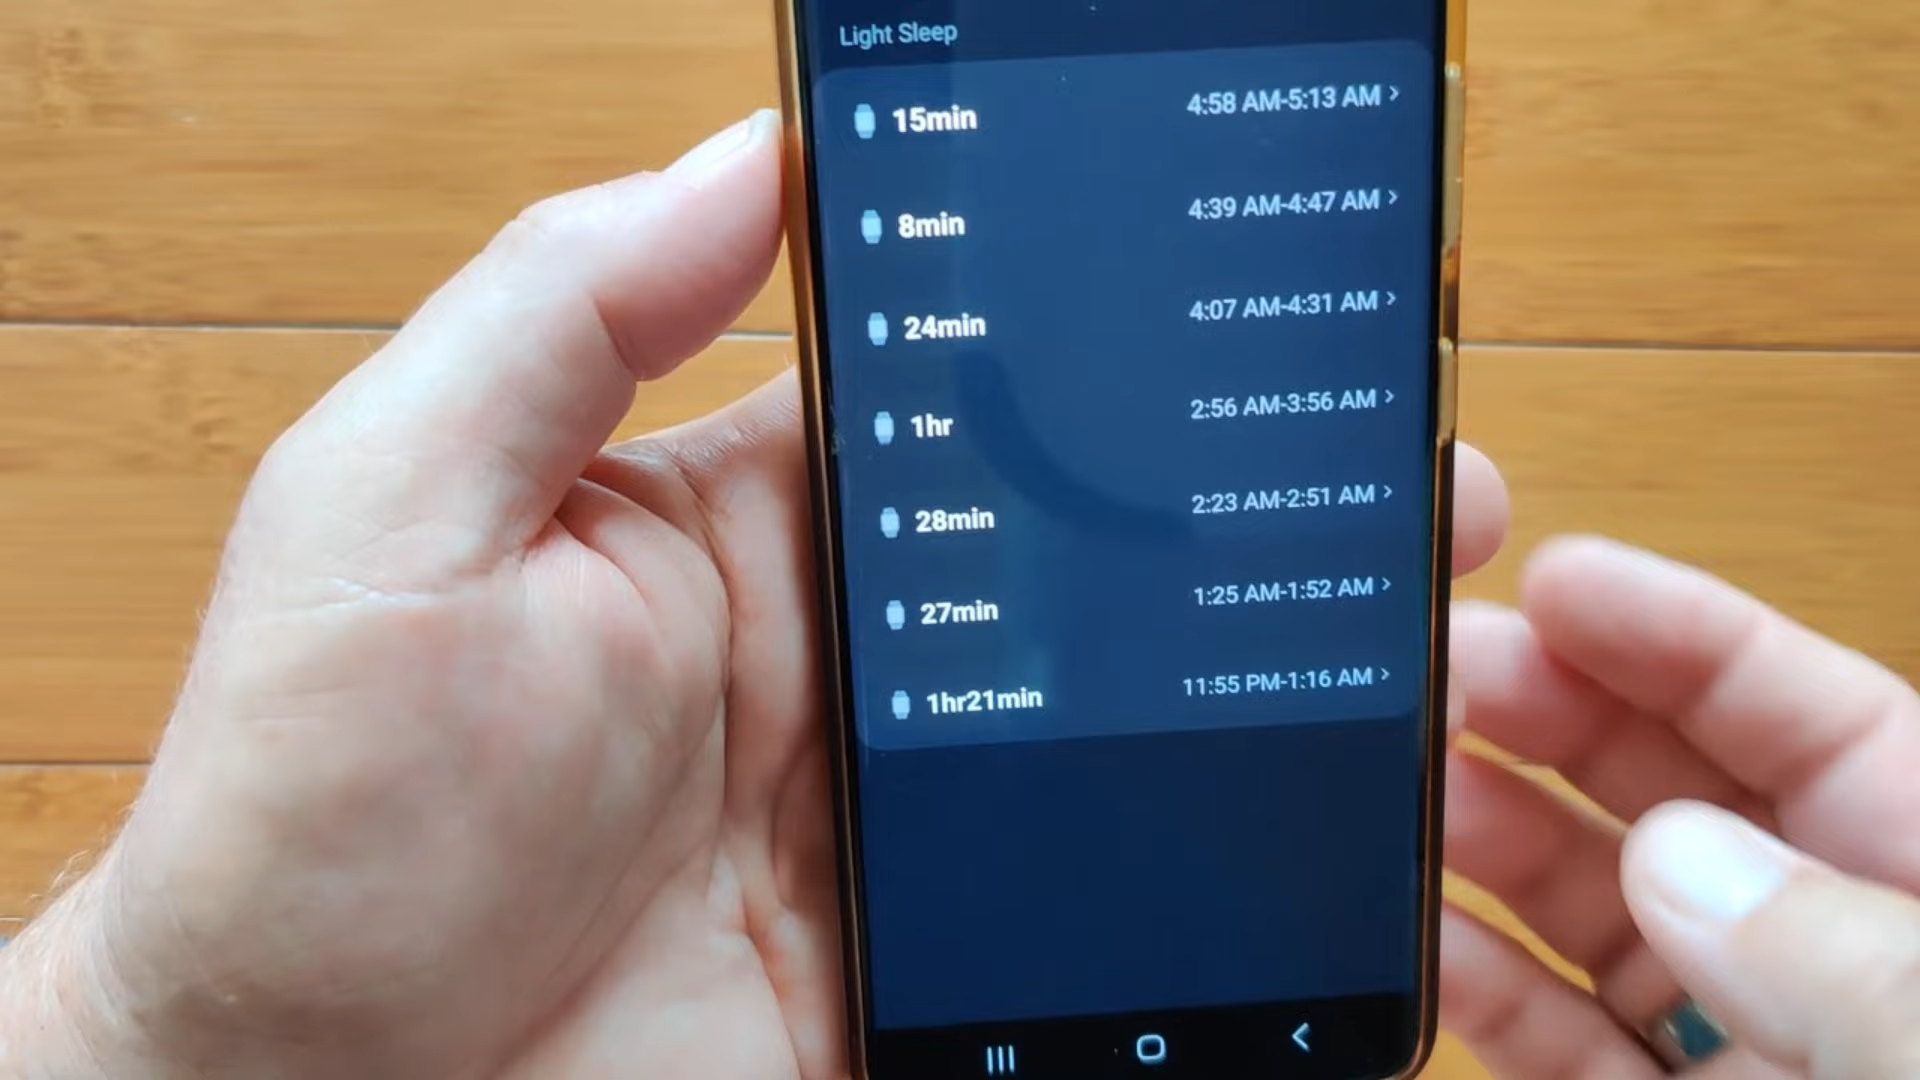 Light Sleep
15min 4:58 AM-5:13 AM
8min 4:39 AM-4:47 AM
24min 4:07 AM-4:31 AM
1hr 2:56 AM-3:56 AM
28min 2:23 AM-2:51 AM
27min 1:25 AM-1:52 AM
1hr21min 11:55 PM-1:16 AM